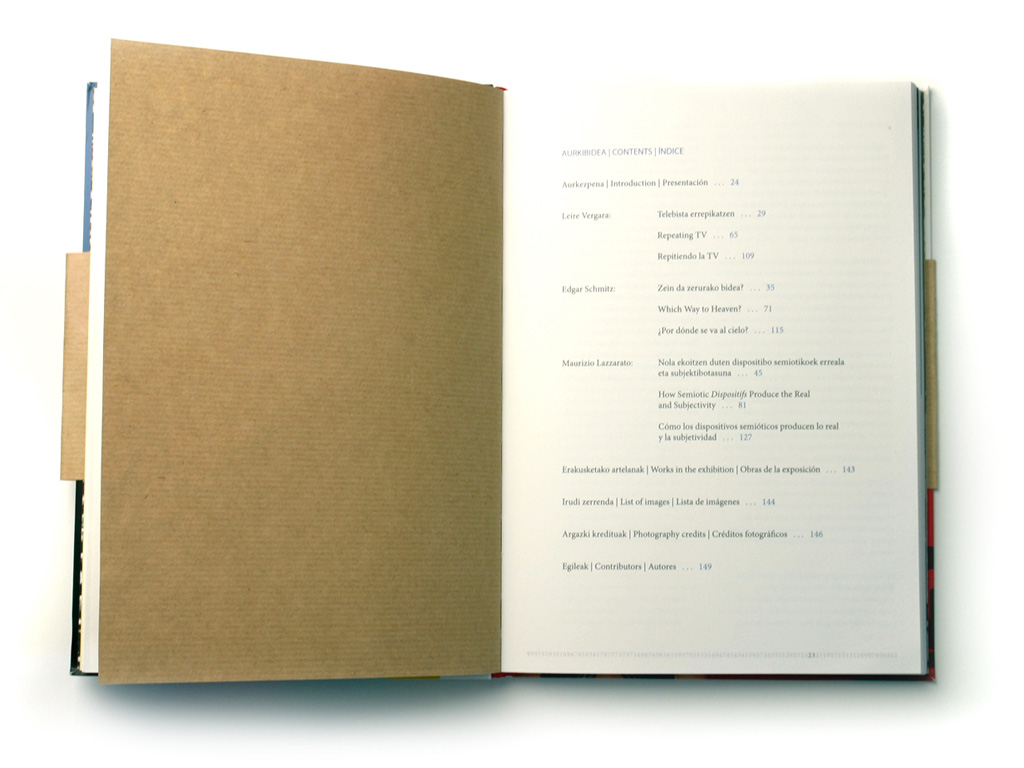 AURKIBIDEA | CONTENTS | ÍNDICE
Aurkezpena | Introduction | Presentación ... 24
Leire Vergara: Telebista errepikatzen ... 29
Repeating TV ... 65
Repitiendo la TV ... 109
Edgar Schmitz: Zein da zerurako bidea? ... 35
Which Way to Heaven? ... 71
¿Por dónde se va al cielo? ... 115
Maurizio Lazzarato: Nola ekoitzen duten dispositibo semiotikoek erreala
eta subjektibotasuna ... 45
How Semiotic Dispositifs Produce the Real
and Subjectivity ... 81
Cómo los dispositivos semióticos producen lo real
y la subjetividad ... 127
Erakusketako artelanak | Works in the exhibition | Obras de la exposición ... 143
Irudi zerrenda | List of images | Lista de imágenes ... 144
Argazki kredituak | Photography credits | Créditos fotográficos ... 146
Egileak | Contributors | Autores ... 149